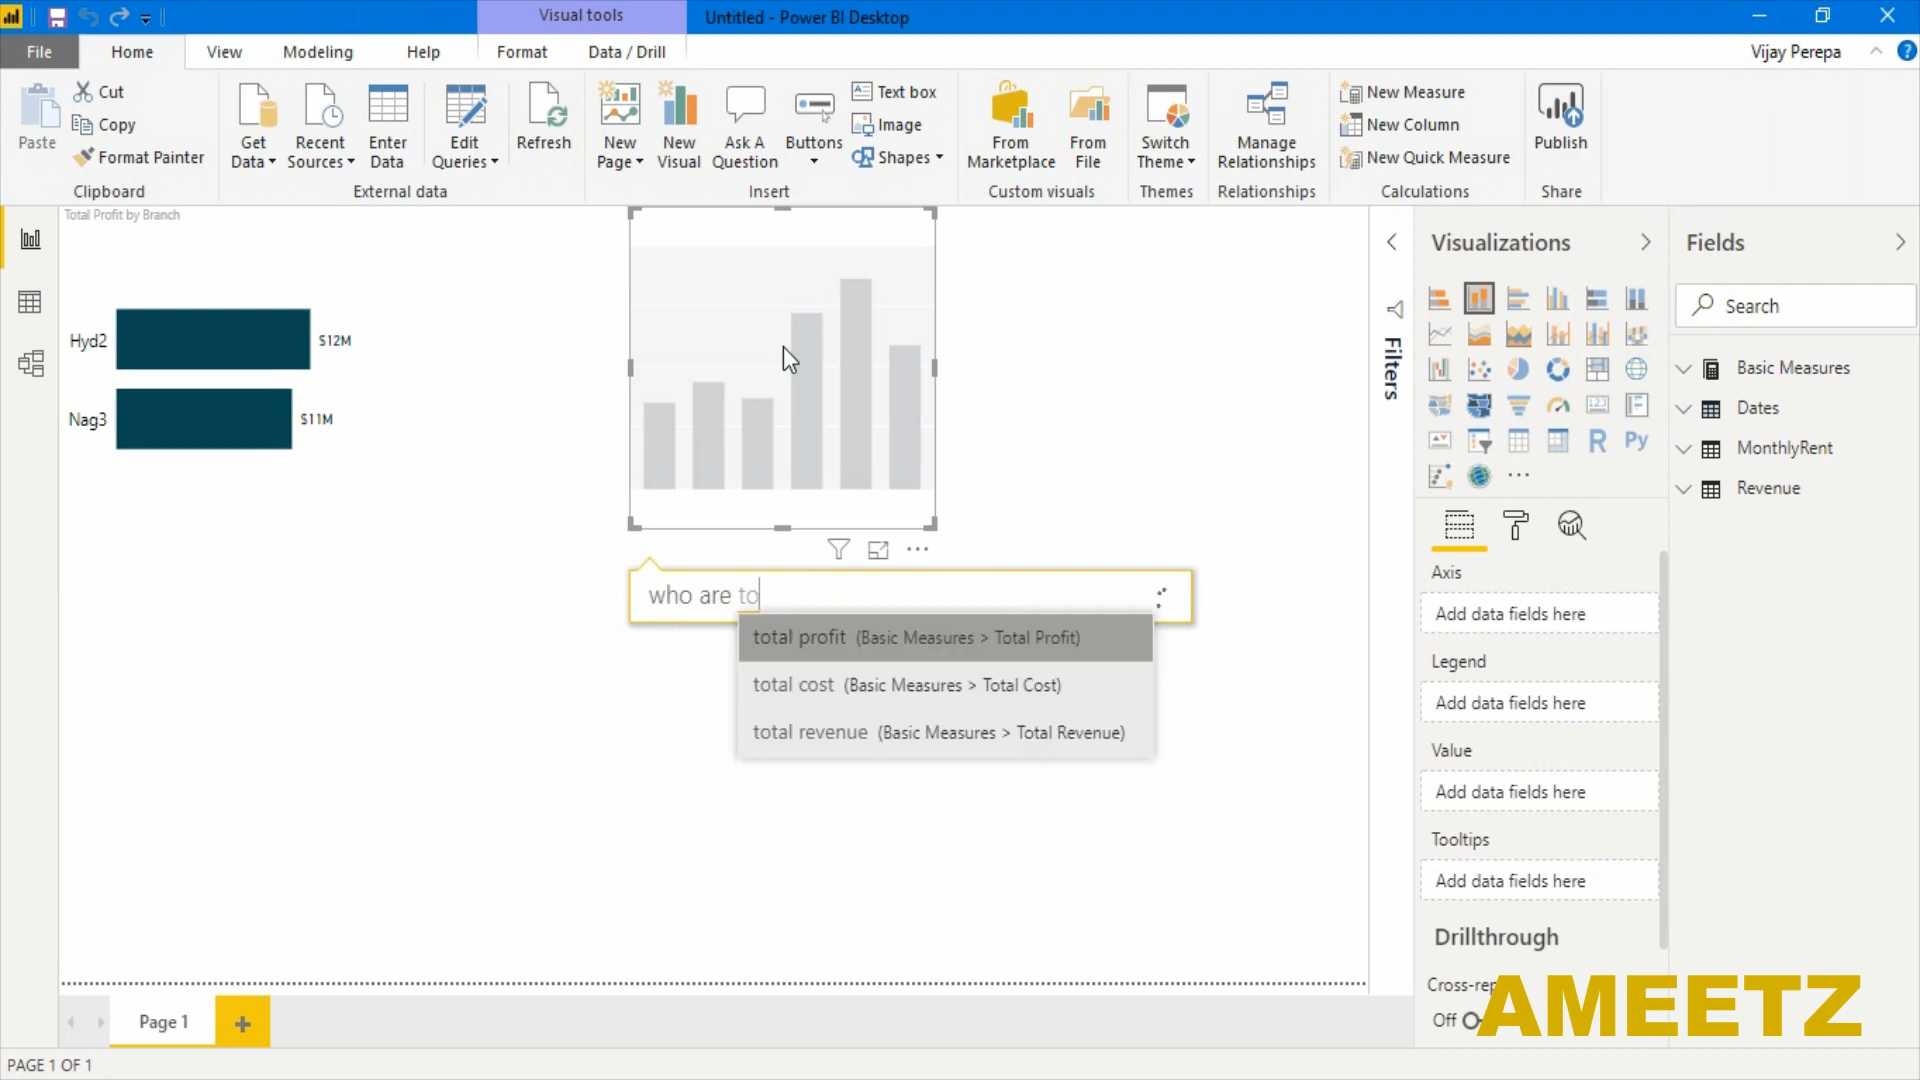 Visual tools
Untitled - Power BI Desktop
File
Home
View
Modeling
Help
Format
Data / Drill
Vijay Perepa
?
Paste
Cut
Copy
Format Painter
Clipboard
Get Data
Recent Sources
Enter Data
Edit Queries
Refresh
External data
New Page
New Visual
Ask A Question
Buttons
Text box
Image
Shapes
Insert
From Marketplace
From File
Custom visuals
Switch Theme
Themes
Manage Relationships
Relationships
New Measure
New Column
New Quick Measure
Calculations
Publish
Share
Total Profit by Branch
Hyd2
$12M
Nag3
$11M
who are to
total profit (Basic Measures > Total Profit)
total cost (Basic Measures > Total Cost)
total revenue (Basic Measures > Total Revenue)
Filters
Visualizations
123
R
Py
Axis
Add data fields here
Legend
Add data fields here
Value
Add data fields here
Tooltips
Add data fields here
Drillthrough
Cross-rep
Off
Fields
Search
Basic Measures
Dates
MonthlyRent
Revenue
AMEETZ
Page 1
+
PAGE 1 OF 1